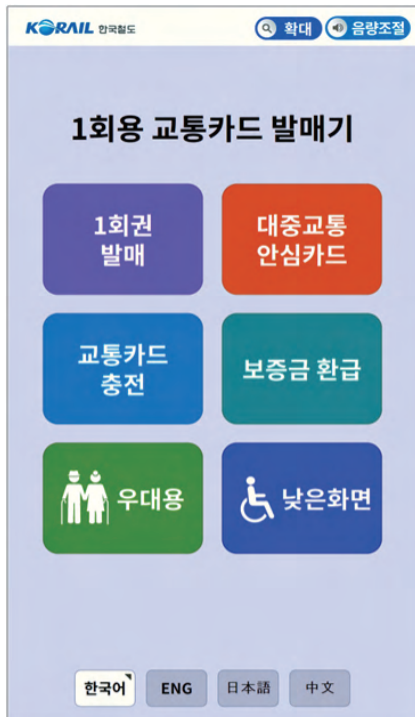 KORAIL 한국철도
확대
음량조절
1회용 교통카드 발매기
1회권
발매
대중교통
안심카드
교통카드
충전
보증금 환급
우대용
낮은화면
한국어
ENG
日本語
中文